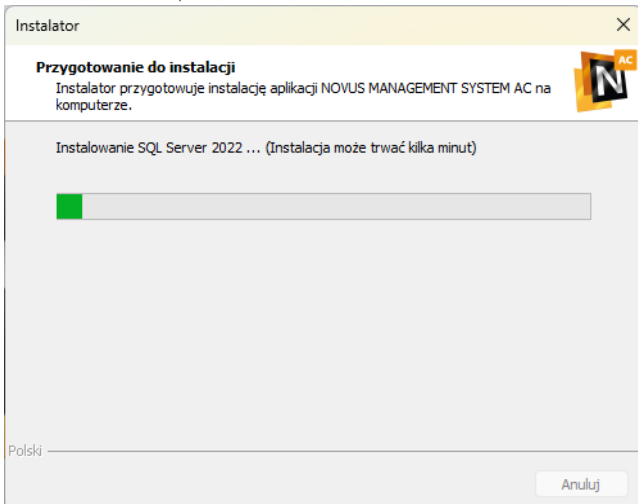 Instalator
Przygotowanie do instalacji
Instalator przygotowuje instalację aplikacji NOVUS MANAGEMENT SYSTEM AC na
komputerze.
AC
N
Instalowanie SQL Server 2022 ... (Instalacja może trwać kilka minut)
Polski
Anuluj